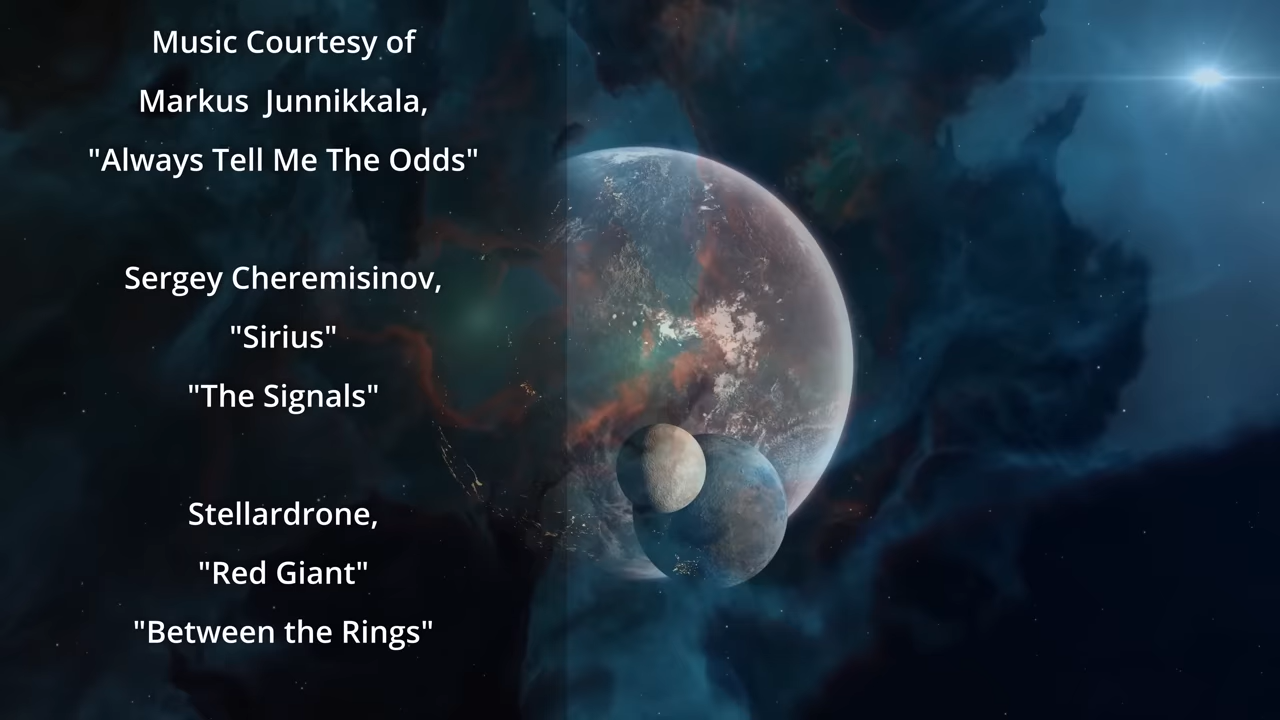 Music Courtesy of
Markus  Junnikkala,
"Always Tell Me The Odds"
Sergey Cheremisinov,
"Sirius"
"The Signals"
Stellardrone,
"Red Giant"
"Between the Rings"